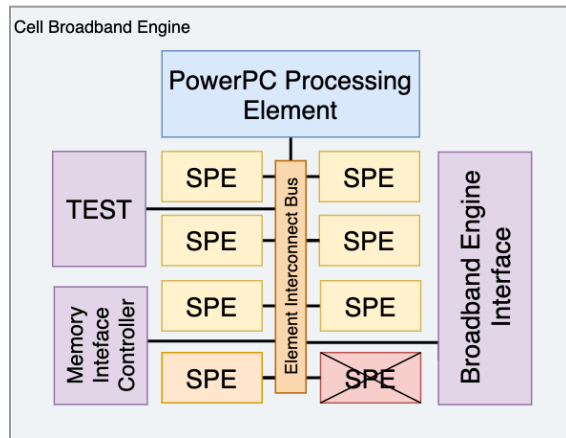 Cell Broadband Engine
PowerPC Processing
Element
SPE
SPE
TEST
SPE
SPE
Element Interconnect Bus
Broadband Engine
Interface
Memory
Inteface
Controller
SPE
SPE
SPE
SPE